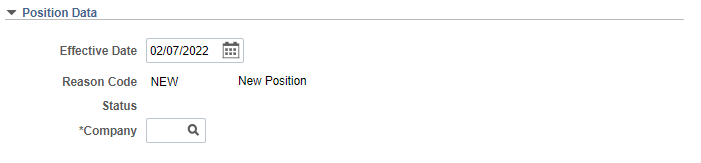 Position Data
Effective Date 02/07/2022
Reason Code NEW New Position
Status
*Company